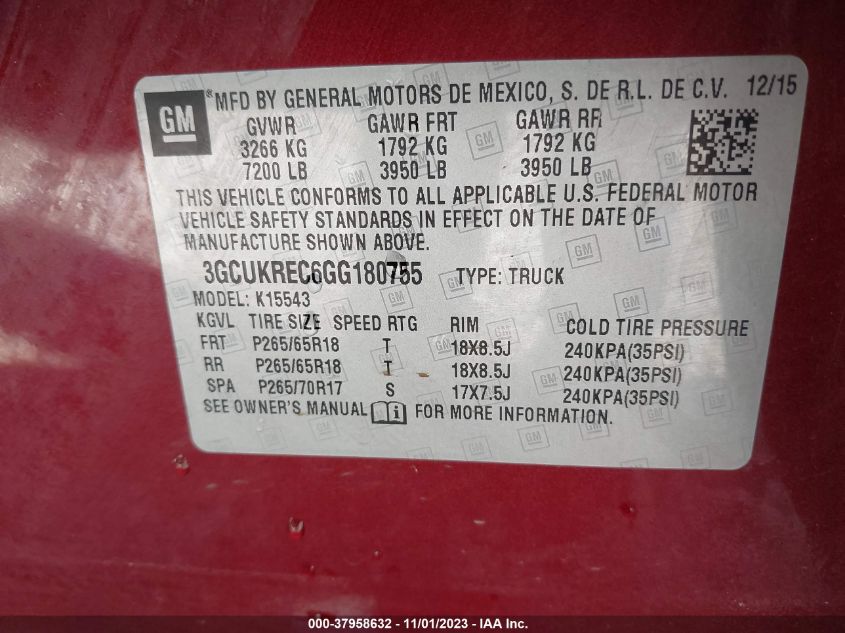 GM
*MFD BY GENERAL MOTORS DE MEXICO, S. DE R.L. DE C.V. 12/15
GVWR GAWR FRT GAWR RR
3266 KG 1792 KG 1792 KG
7200 LB 3950 LB 3950 LB
THIS VEHICLE CONFORMS TO ALL APPLICABLE U.S. FEDERAL MOTOR
VEHICLE SAFETY STANDARDS IN EFFECT ON THE DATE OF
MANUFACTURE SHOWN ABOVE.
3GCUKREC6GG180755 TYPE: TRUCK
MODEL: K15543
KGVL TIRE SIZE SPEED RTG RIM COLD TIRE PRESSURE
FRT P265/65R18 T 18X8.5J 240KPA(35PSI)
RR P265/65R18 T 18X8.5J 240KPA(35PSI)
SPA P265/70R17 S 17X7.5J 240KPA(35PSI)
SEE OWNER'S MANUAL i FOR MORE INFORMATION.
000-37958632 - 11/01/2023 - IAA Inc.